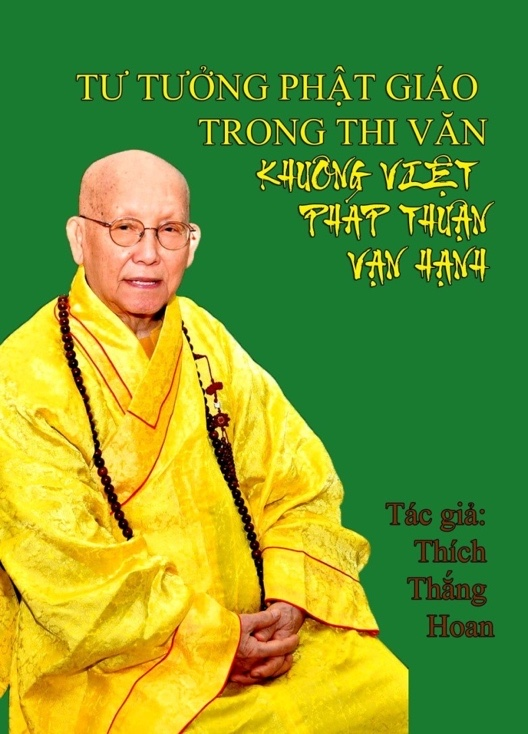 TƯ TƯỞNG PHẬT GIÁO
TRONG THI VĂN
KHUÔNG VIỆT
PHÁP THUẬN
VẠN HẠNH
Tác giả:
Thích
Thắng
Hoan